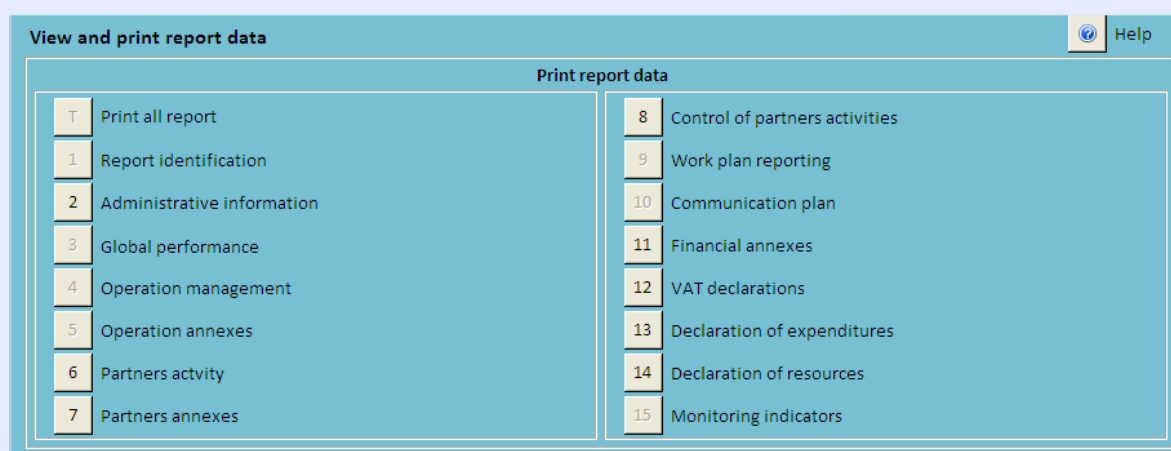 View and print report data
Help
Print report data
T Print all report
1 Report identification
2 Administrative information
3 Global performance
4 Operation management
5 Operation annexes
6 Partners actvity
7 Partners annexes
8 Control of partners activities
9 Work plan reporting
10 Communication plan
11 Financial annexes
12 VAT declarations
13 Declaration of expenditures
14 Declaration of resources
15 Monitoring indicators